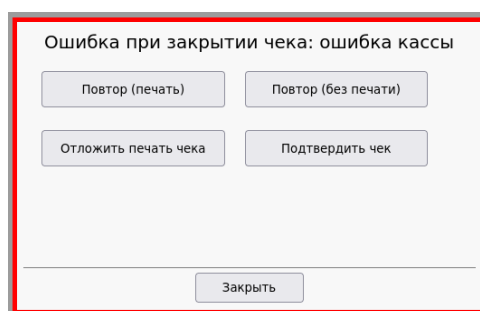 Ошибка при закрытии чека: ошибка кассы
Повтор (печать) Повтор (без печати)
Отложить печать чека Подтвердить чек
Закрыть